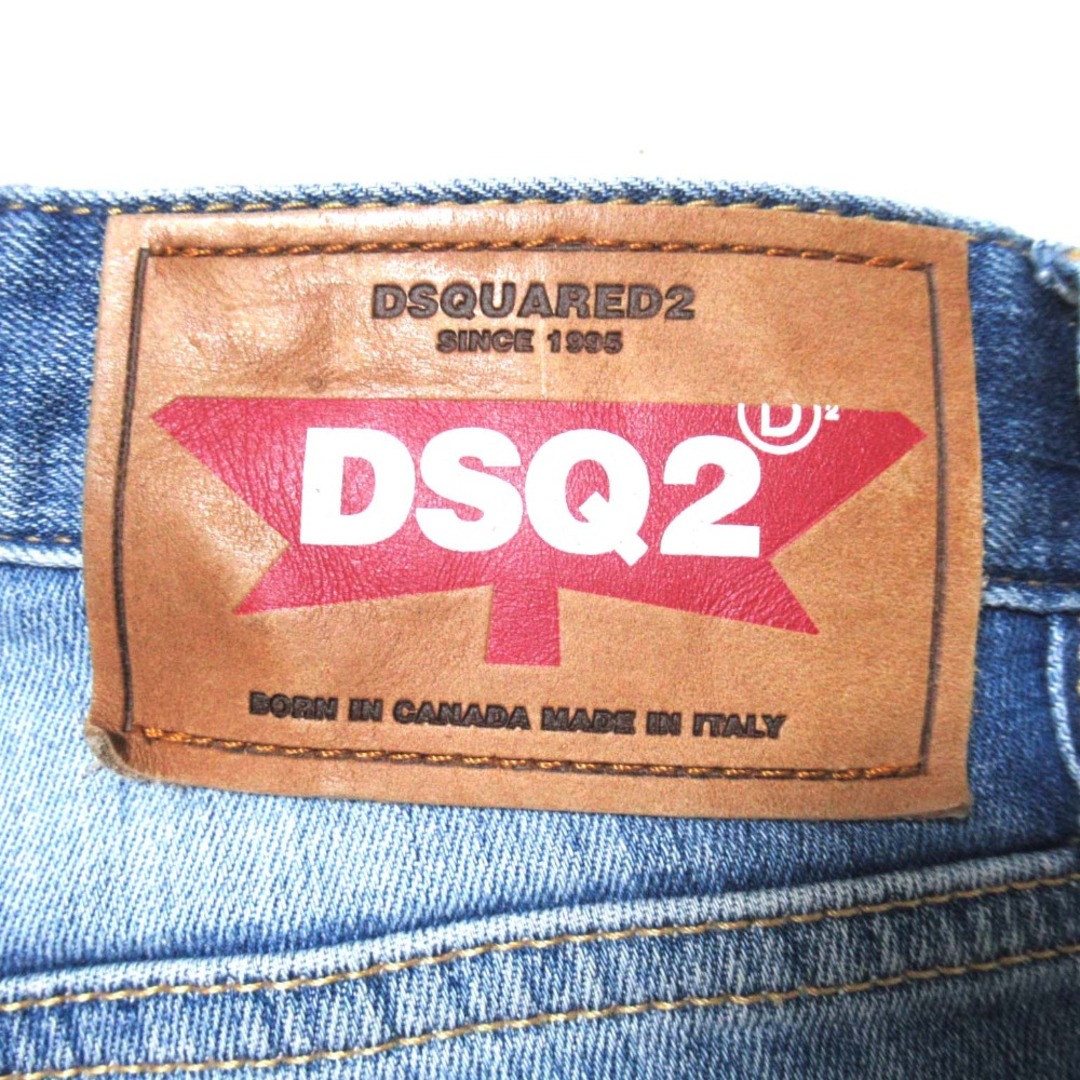 DSQUARED2
SINCE 1995
D2
DSQ2
BORN IN CANADA MADE IN ITALY